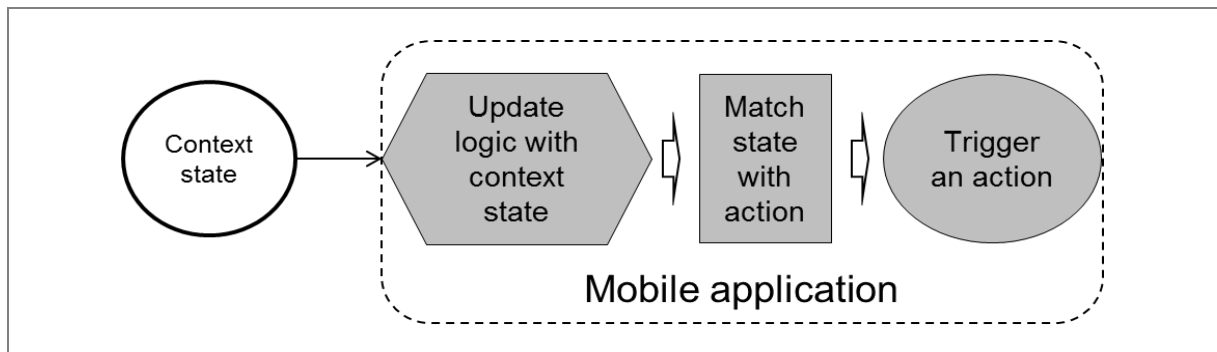 Context
state
Update
logic with
context
state
Match
state
with
action
Trigger
an action
Mobile application